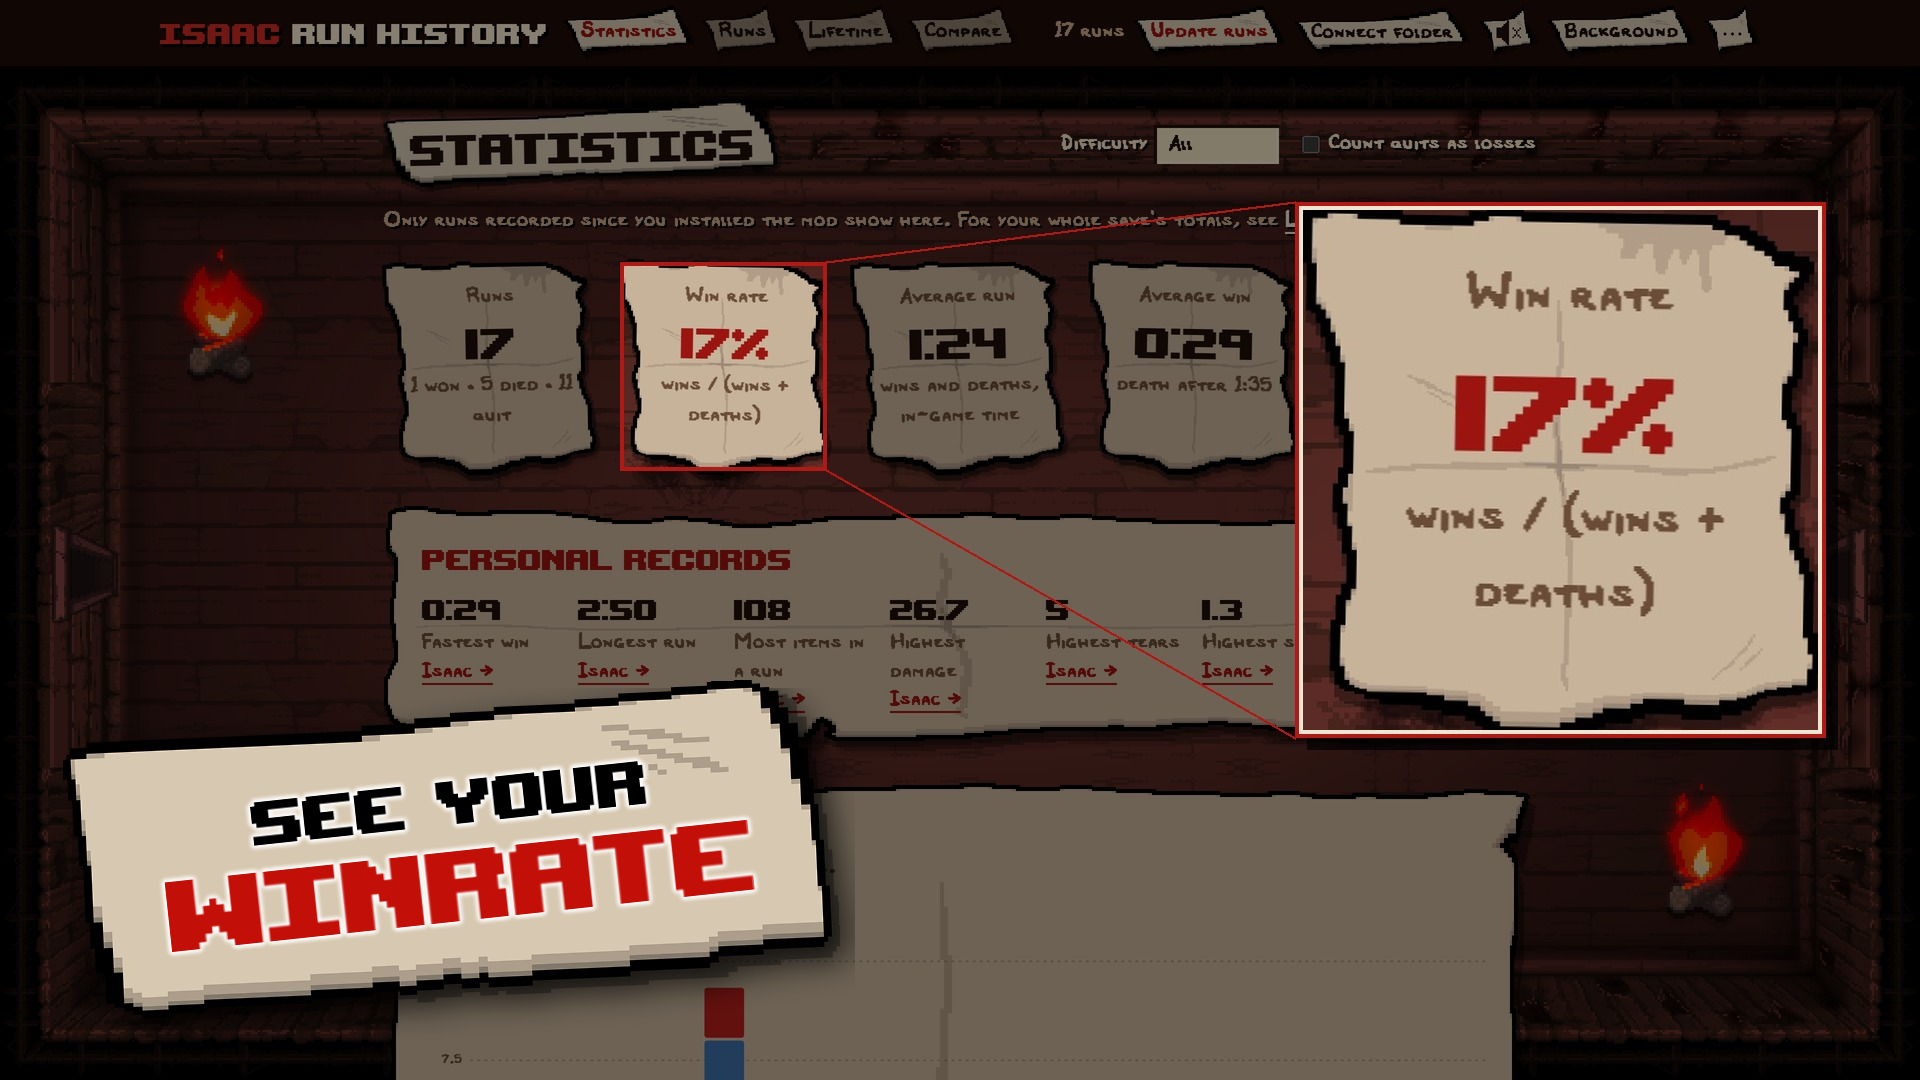 ISAAC RUN HISTORY Statistics Runs Lifetime Compare 17 runs Update runs Connect folder Background ...
STATISTICS
Difficulty All Count quits as losses
Only runs recorded since you installed the mod show here. For your whole save's totals, see
Runs
17
1 won • 5 died • 11
quit
Win rate
17%
wins / (wins +
deaths)
Average run
1:24
wins and deaths,
in-game time
Average win
0:29
death after 1:35
Win rate
17%
wins / (wins +
deaths)
PERSONAL RECORDS
0:29
Fastest win
Isaac →
2:50
Longest run
Isaac →
108
Most items in
a run
→
26.7
Highest
damage
Isaac →
5
Highest tears
Isaac →
1.3
Highest s
Isaac →
SEE YOUR
WINRATE
7.5